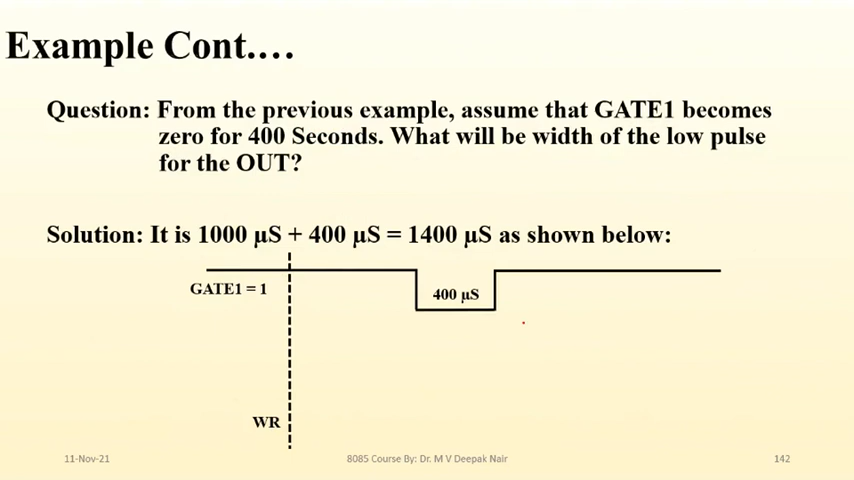 Example Cont.…
Question: From the previous example, assume that GATE1 becomes
zero for 400 Seconds. What will be width of the low pulse
for the OUT?
Solution: It is 1000 µS + 400 µS = 1400 µS as shown below:
GATE1 = 1
400 µS
WR
11-Nov-21
8085 Course By: Dr. M V Deepak Nair
142